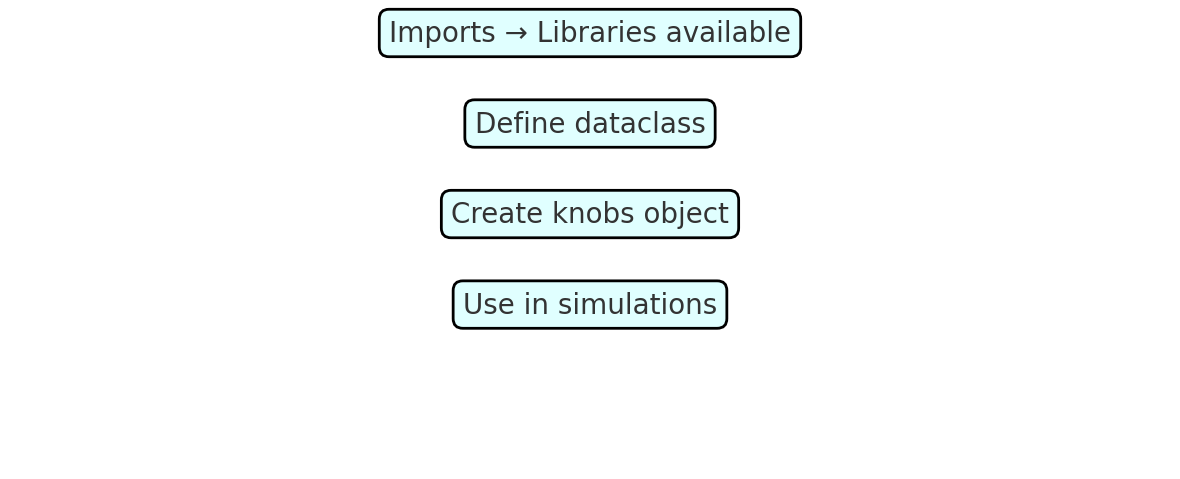 Imports → Libraries available
Define dataclass
Create knobs object
Use in simulations